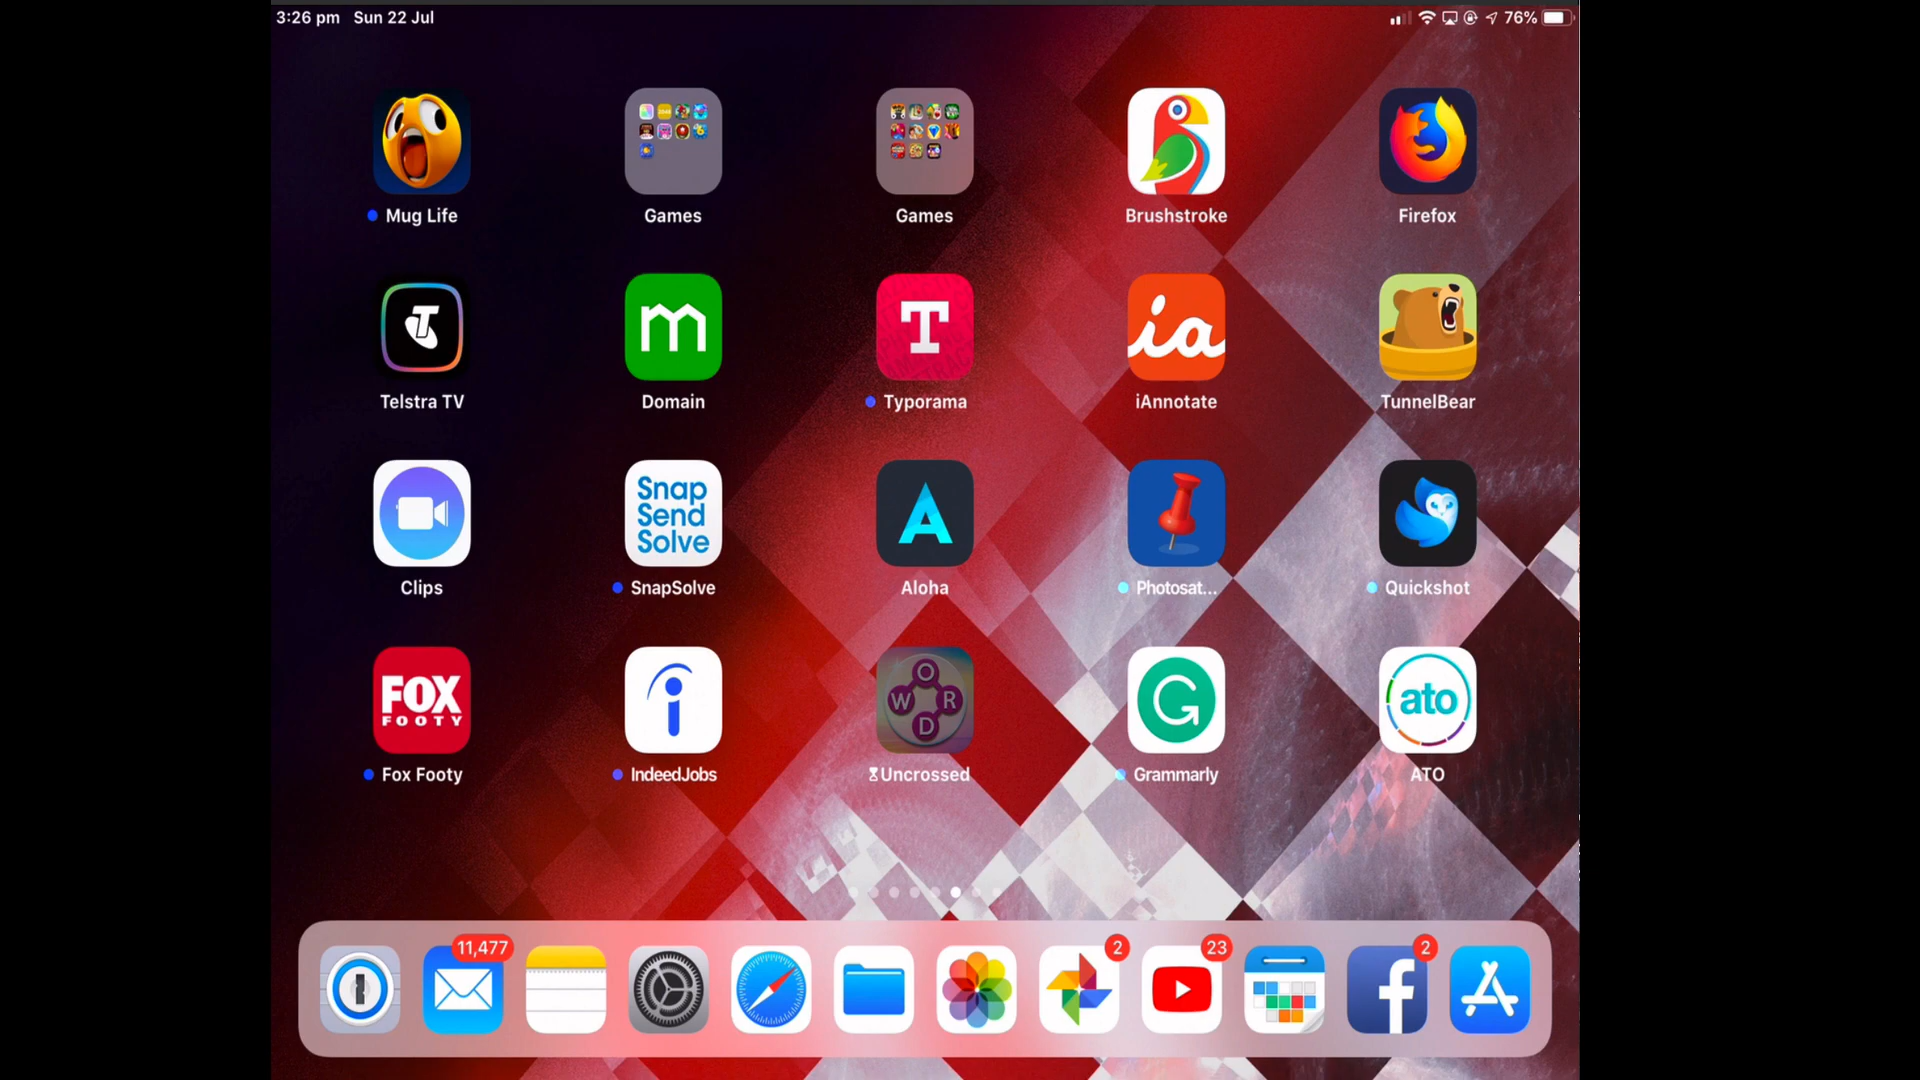 3:26 pm Sun 22 Jul 76%
Mug Life Games Games Brushstroke Firefox
T m T ia
Telstra TV Domain Typorama iAnnotate TunnelBear
Snap
Send
Solve
A
Clips SnapSolve Aloha Photosat... Quickshot
FOX
FOOTY
i
O
W R
D
G
ato
Fox Footy IndeedJobs Uncrossed Grammarly ATO
11,477 2 23 2
f